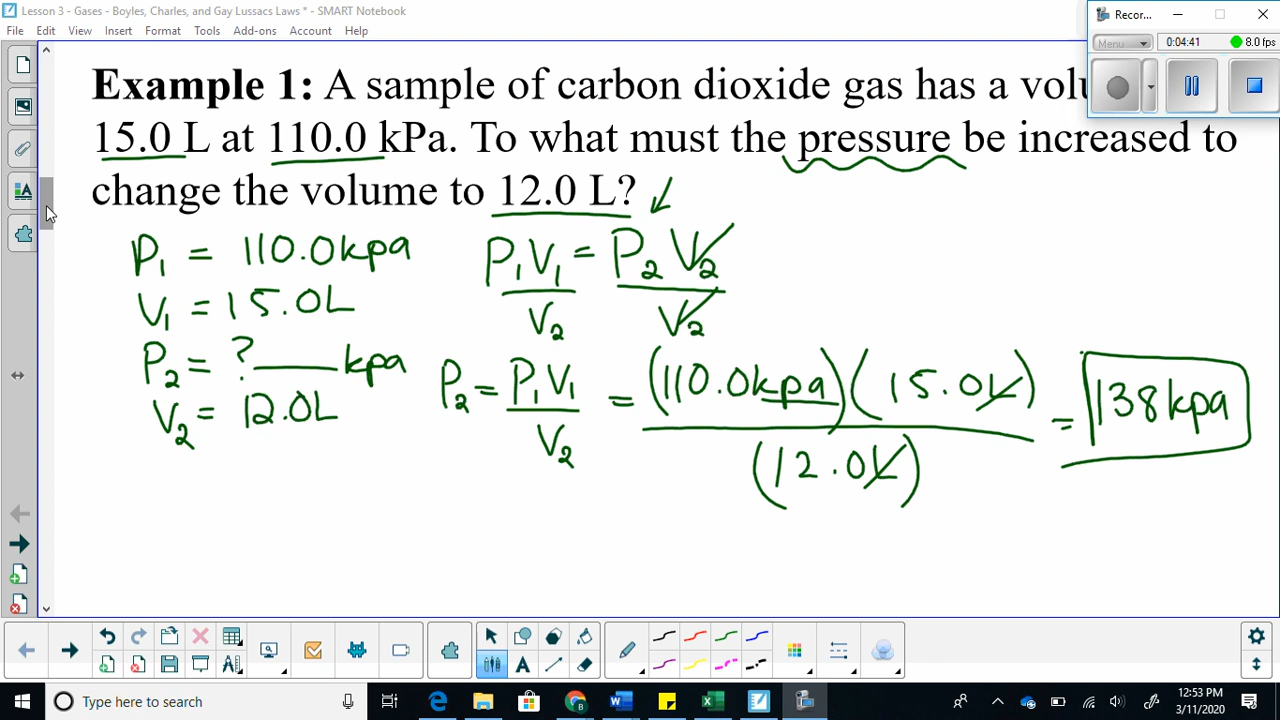 Lesson 3 - Gases - Boyles, Charles, and Gay Lussacs Laws * - SMART Notebook
File Edit View Insert Format Tools Add-ons Account Help
Recor...
Menu 0:04:41 8.0 fps
Example 1: A sample of carbon dioxide gas has a volu
15.0 L at 110.0 kPa. To what must the pressure be increased to
change the volume to 12.0 L?
P₁ = 110.0kpa
V₁ = 15.0L
P₂ = ? ____ kpa
V₂ = 12.0L
P₁V₁ = P₂V₂
V₂ V₂
P₂ = P₁V₁ = (110.0kpa)(15.0L) = 138kpa
V₂ (12.0L)
A
Type here to search
12:53 PM
3/11/2020